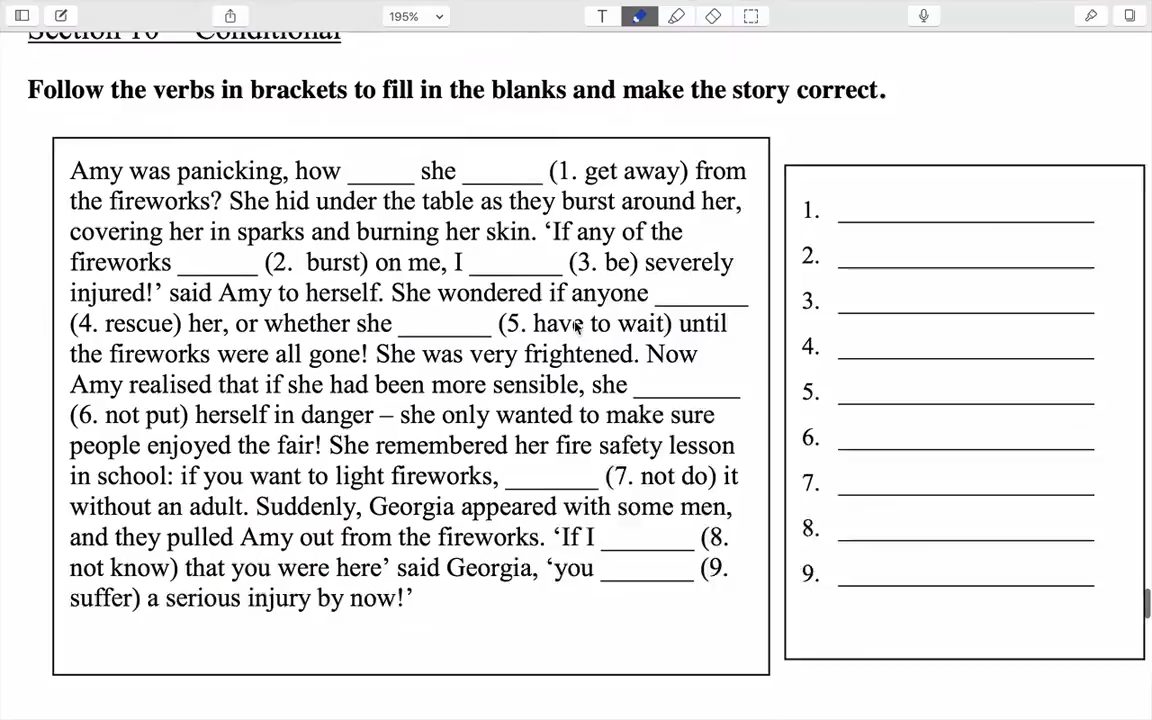 195%
T
Section 10 – Conditional
Follow the verbs in brackets to fill in the blanks and make the story correct.
Amy was panicking, how _____ she ______ (1. get away) from
the fireworks? She hid under the table as they burst around her,
covering her in sparks and burning her skin. ‘If any of the
fireworks ______ (2. burst) on me, I _______ (3. be) severely
injured!’ said Amy to herself. She wondered if anyone _______
(4. rescue) her, or whether she _______ (5. have to wait) until
the fireworks were all gone! She was very frightened. Now
Amy realised that if she had been more sensible, she ________
(6. not put) herself in danger – she only wanted to make sure
people enjoyed the fair! She remembered her fire safety lesson
in school: if you want to light fireworks, _______ (7. not do) it
without an adult. Suddenly, Georgia appeared with some men,
and they pulled Amy out from the fireworks. ‘If I _______ (8.
not know) that you were here’ said Georgia, ‘you _______ (9.
suffer) a serious injury by now!’
1. ____________________
2. ____________________
3. ____________________
4. ____________________
5. ____________________
6. ____________________
7. ____________________
8. ____________________
9. ____________________